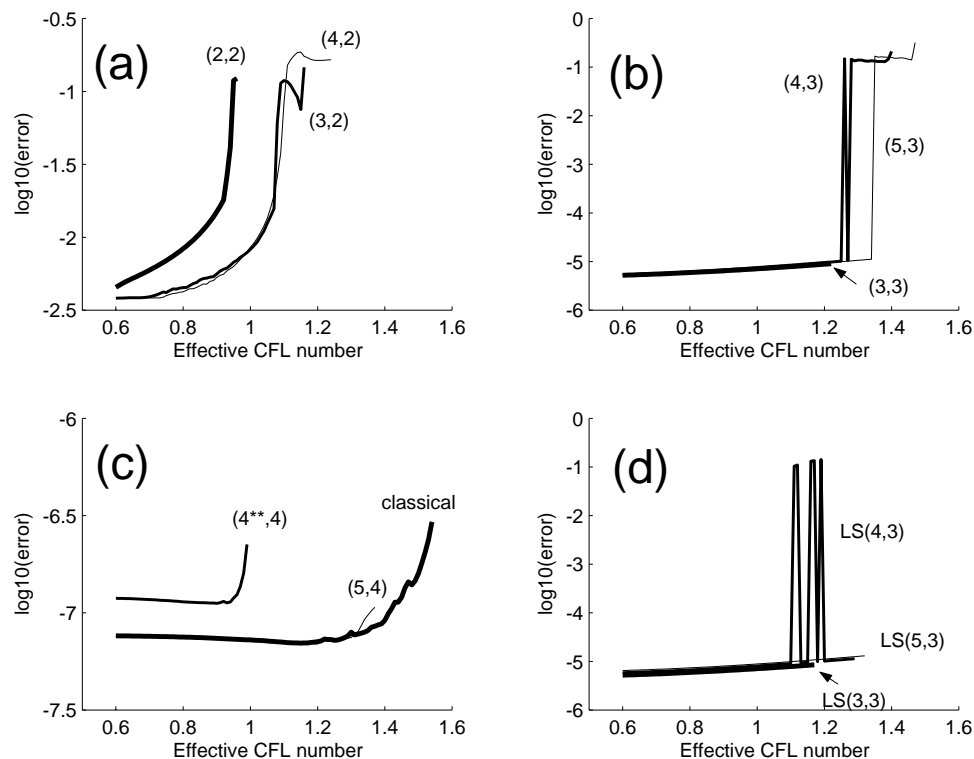 (a)
(2,2)
(4,2)
(3,2)
-0.5
-1
-1.5
-2
-2.5
log10(error)
0.6 0.8 1 1.2 1.4 1.6
Effective CFL number
(b)
(4,3)
(5,3)
(3,3)
0
-1
-2
-3
-4
-5
-6
log10(error)
0.6 0.8 1 1.2 1.4 1.6
Effective CFL number
(c)
(4**,4)
(5,4)
classical
-6
-6.5
-7
-7.5
log10(error)
0.6 0.8 1 1.2 1.4 1.6
Effective CFL number
(d)
LS(4,3)
LS(5,3)
LS(3,3)
0
-1
-2
-3
-4
-5
-6
log10(error)
0.6 0.8 1 1.2 1.4 1.6
Effective CFL number